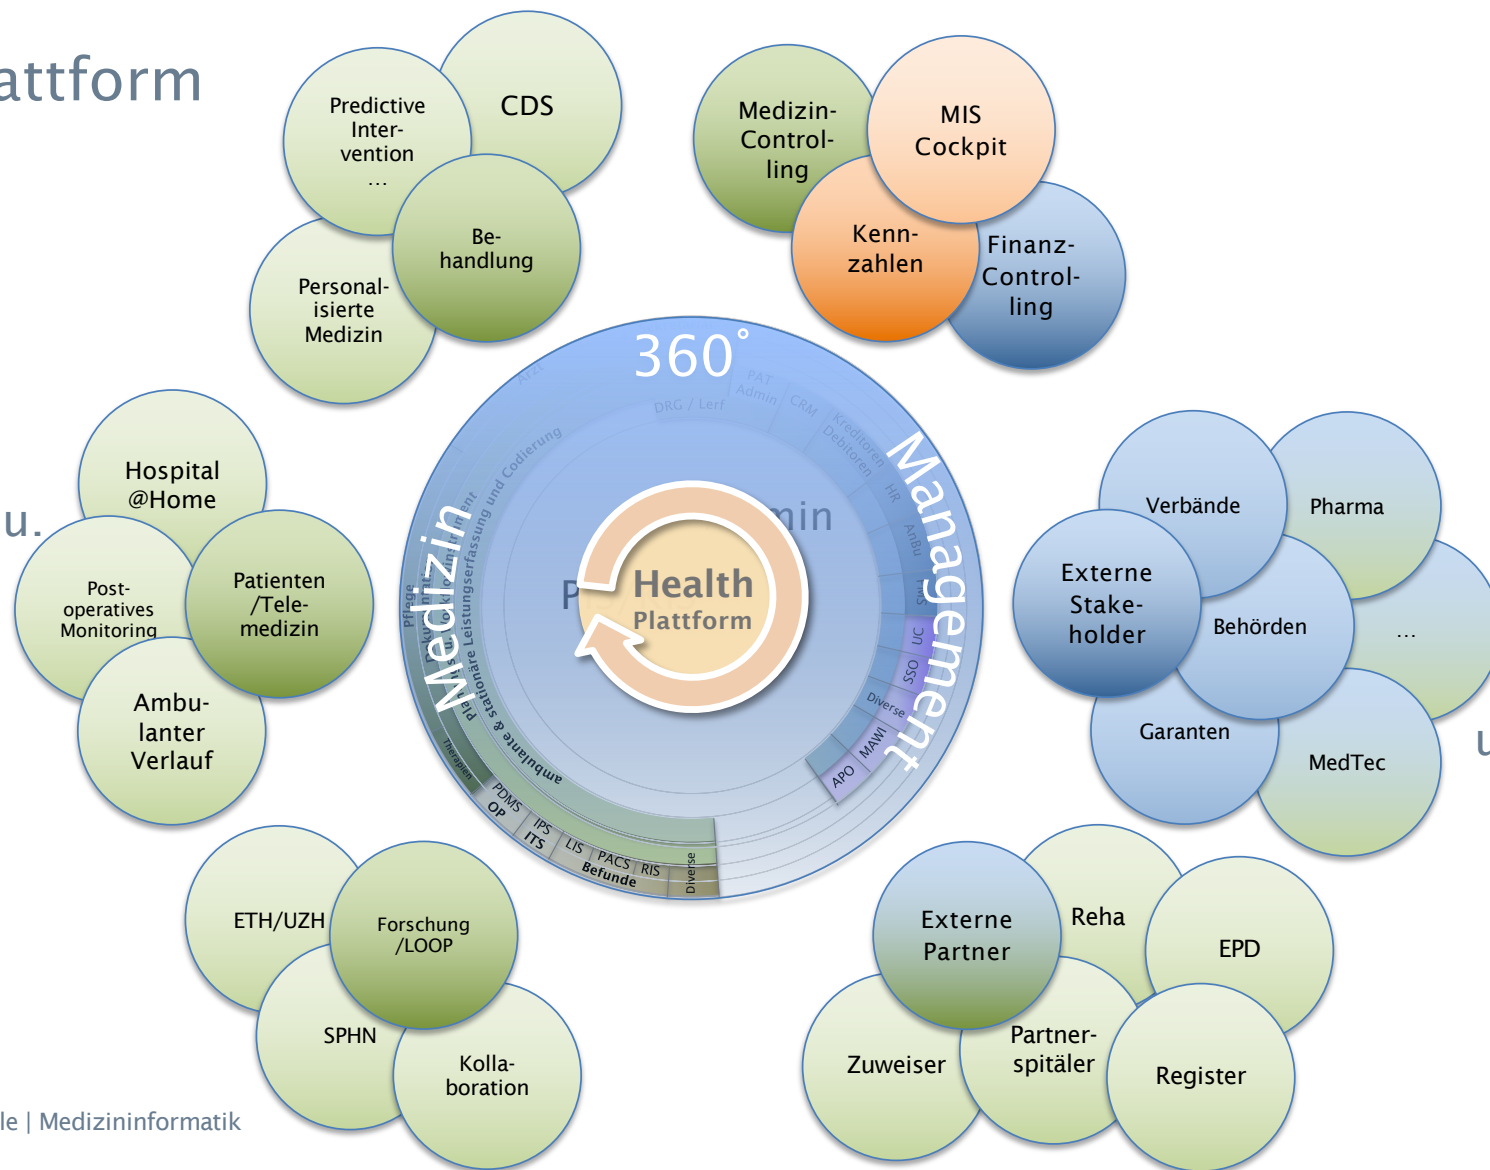 attform
Predictive
Inter-
vention
...
CDS
Be-
handlung
Personal-
isierte
Medizin
Medizin-
Control-
ling
MIS
Cockpit
Kenn-
zahlen
Finanz-
Control-
ling
Hospital
@Home
u.
Post-
operatives
Monitoring
Patienten
/Tele-
medizin
Ambu-
lanter
Verlauf
360°
Medizin
Management
Arzt
DRG / Lerf
PAT
Admin
CRM
Kreditoren
Debitoren
HR
AnBu
UC
SSO
Diverse
MAWI
APO
Pflege
ambulante & stationäre Leistungserfassung und Codierung
Therapien
PDMS
OP
IPS
ITS
LIS
PACS
RIS
Befunde
Diverse
min
Health
Plattform
Verbände
Pharma
Externe
Stake-
holder
Behörden
...
Garanten
MedTec
u
ETH/UZH
Forschung
/LOOP
SPHN
Kolla-
boration
Externe
Partner
Reha
EPD
Zuweiser
Partner-
spitäler
Register
le | Medizininformatik